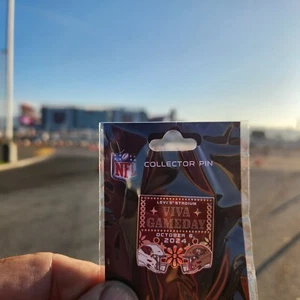 NFL
COLLECTOR PIN
LEVI'S STADIUM
VIVA
GAMEDAY
OCTOBER 6
2024